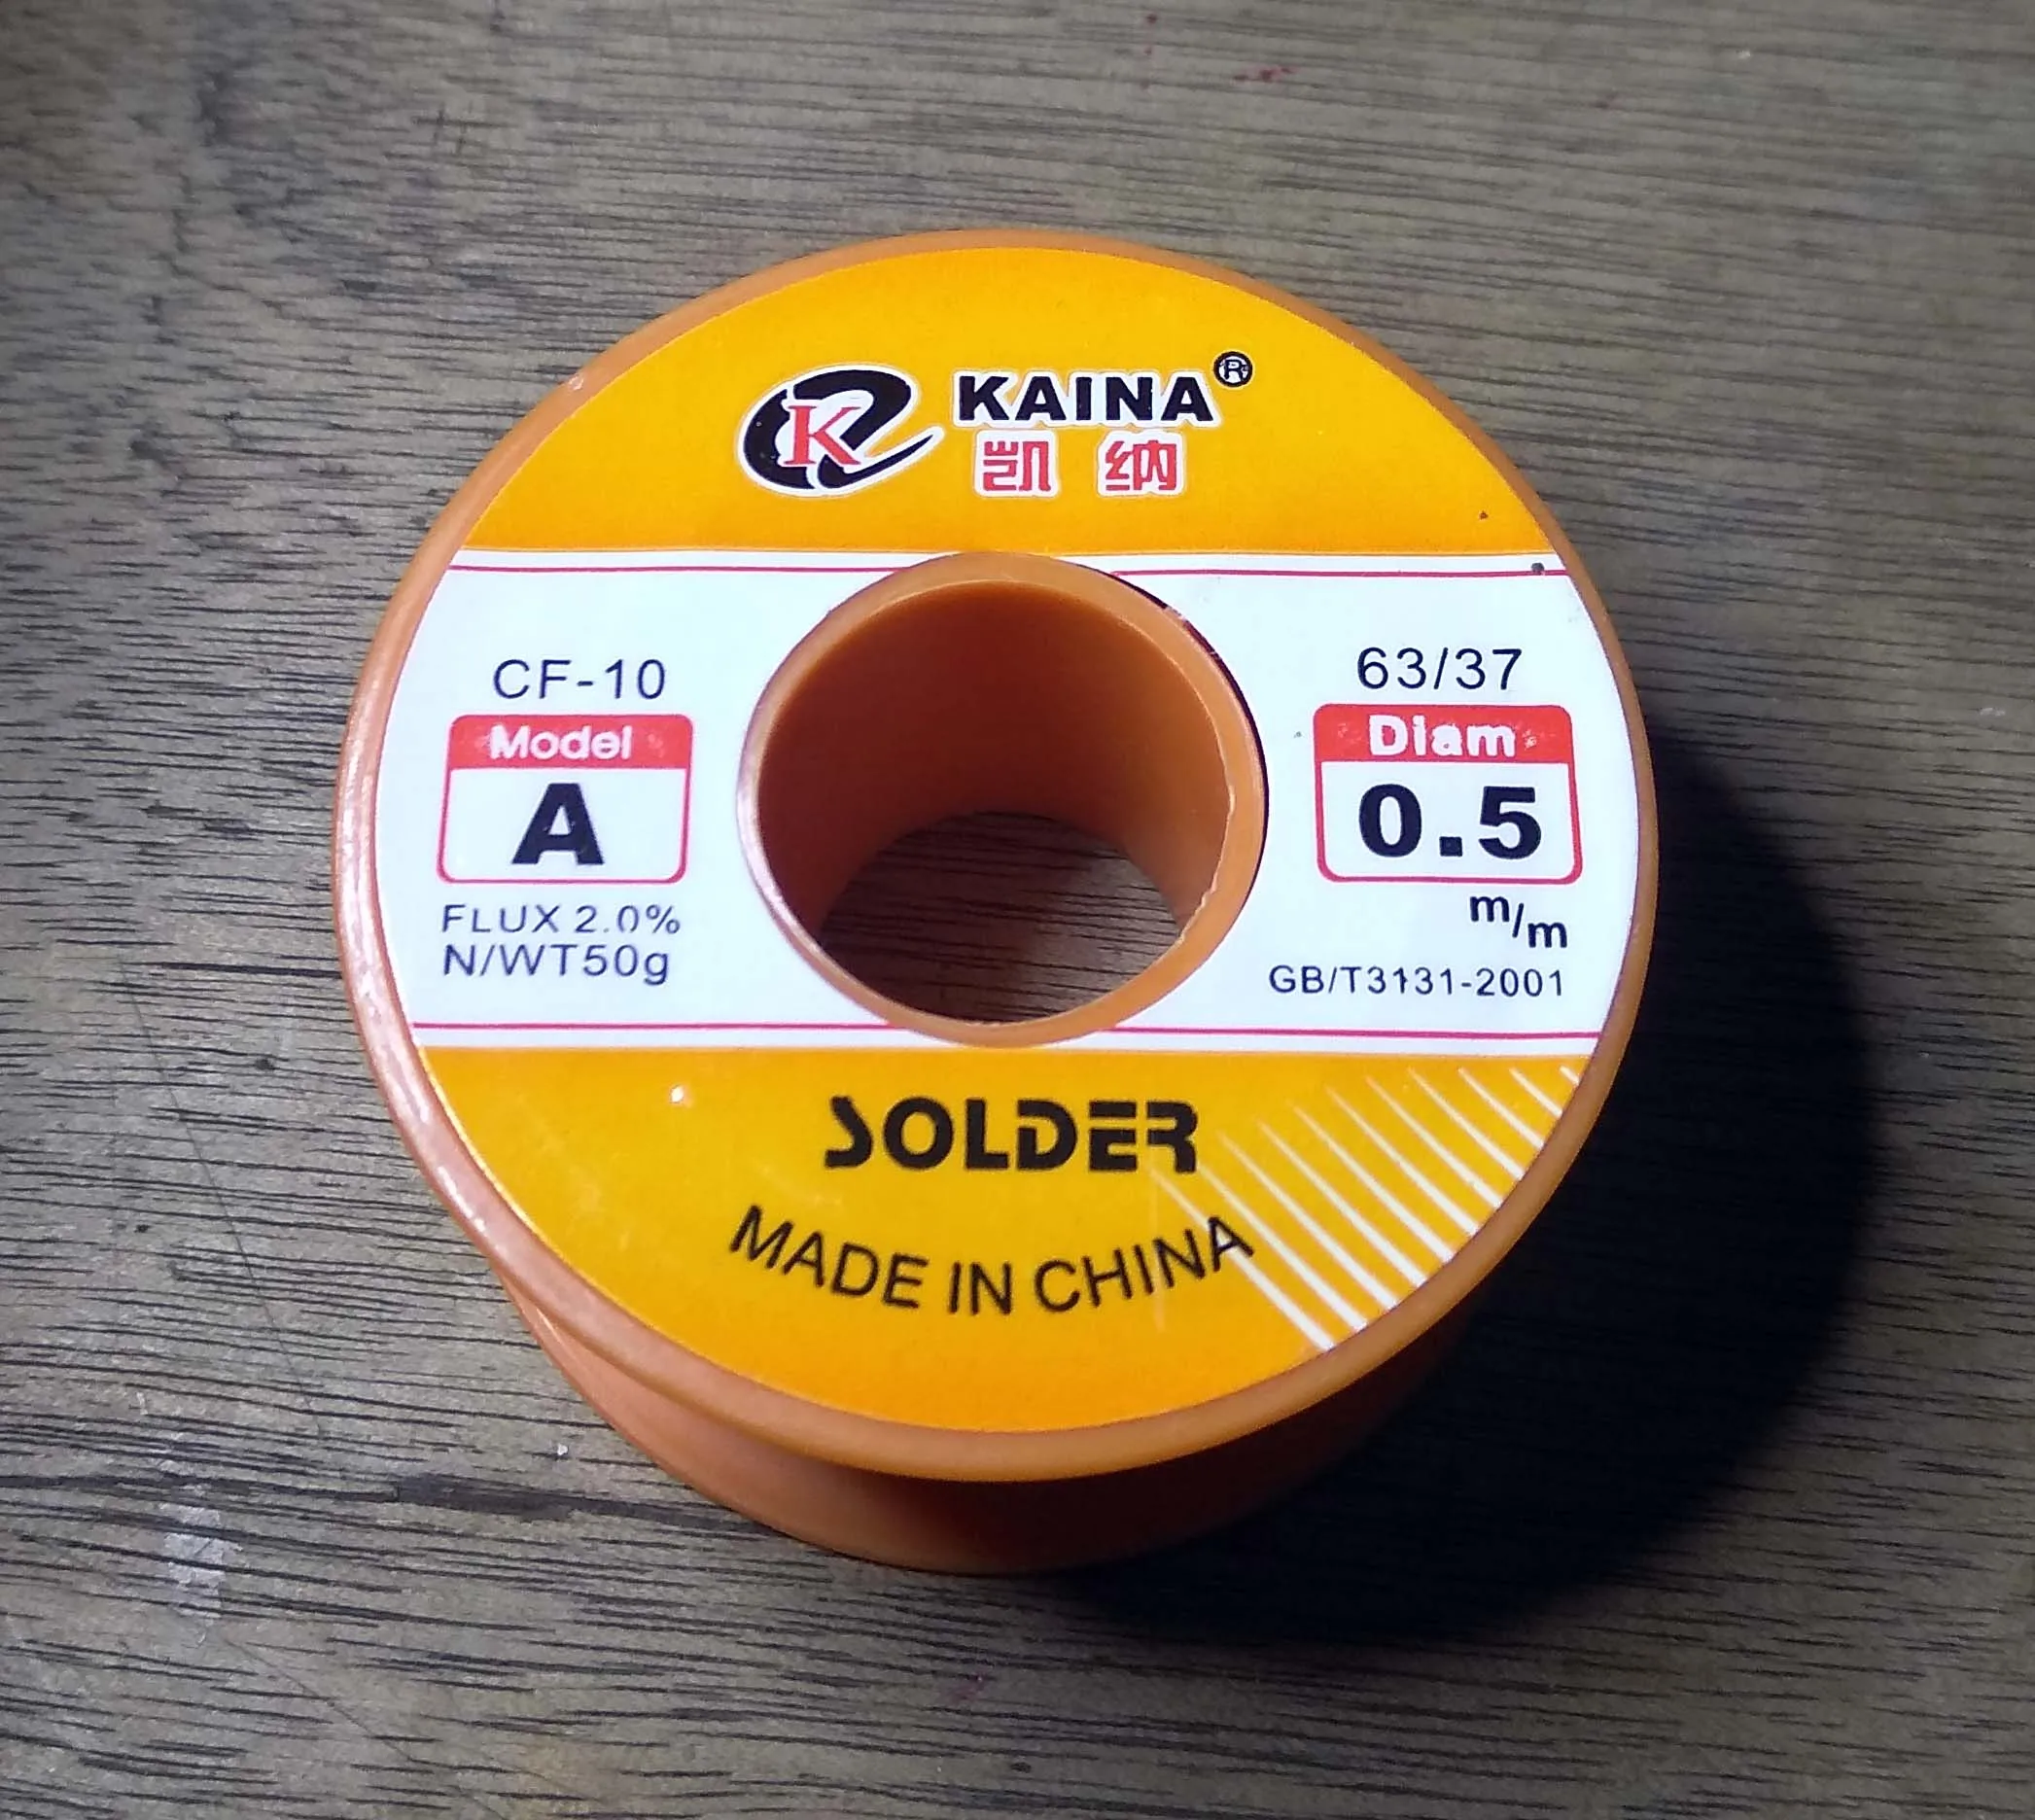 K KAINA®
凯纳
CF-10
Model
A
FLUX 2.0%
N/WT50g
63/37
Diam
0.5
m/m
GB/T3131-2001
SOLDER
MADE IN CHINA